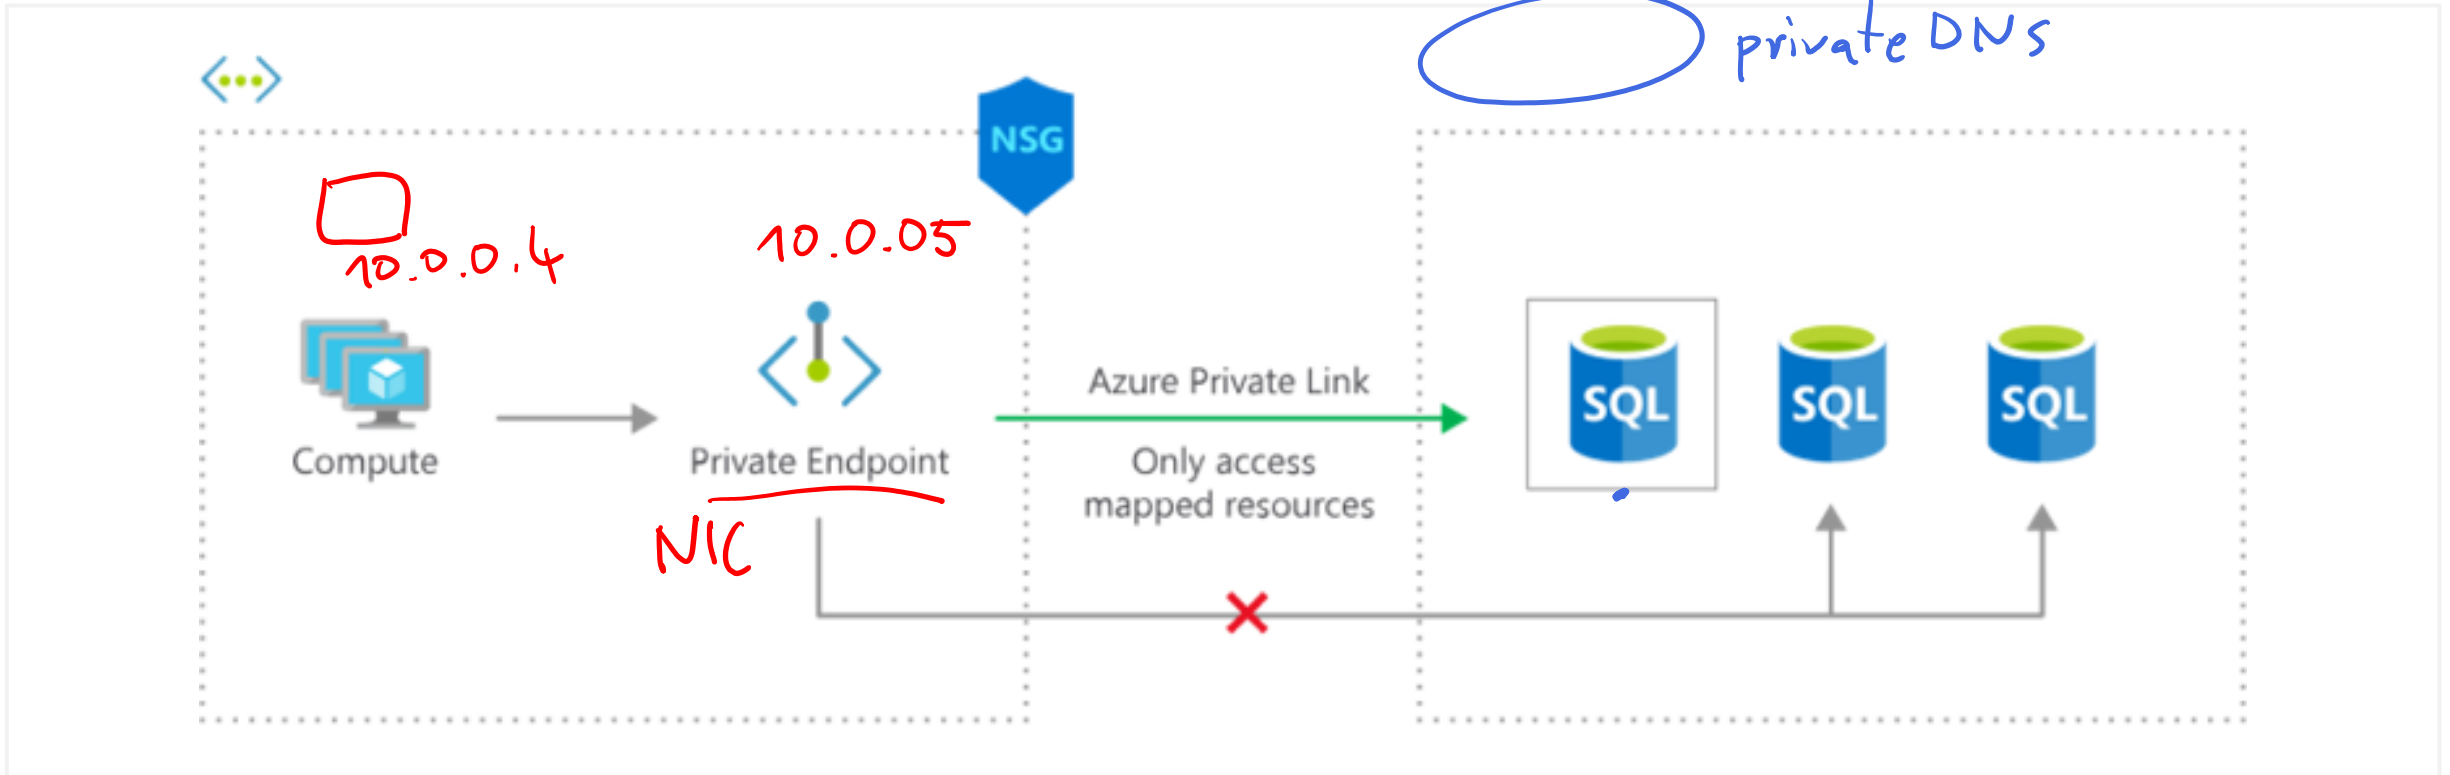 private DNS
NSG
10.0.0.4
10.0.05
Compute
Private Endpoint
NIC
Azure Private Link
Only access
mapped resources
SQL
SQL
SQL